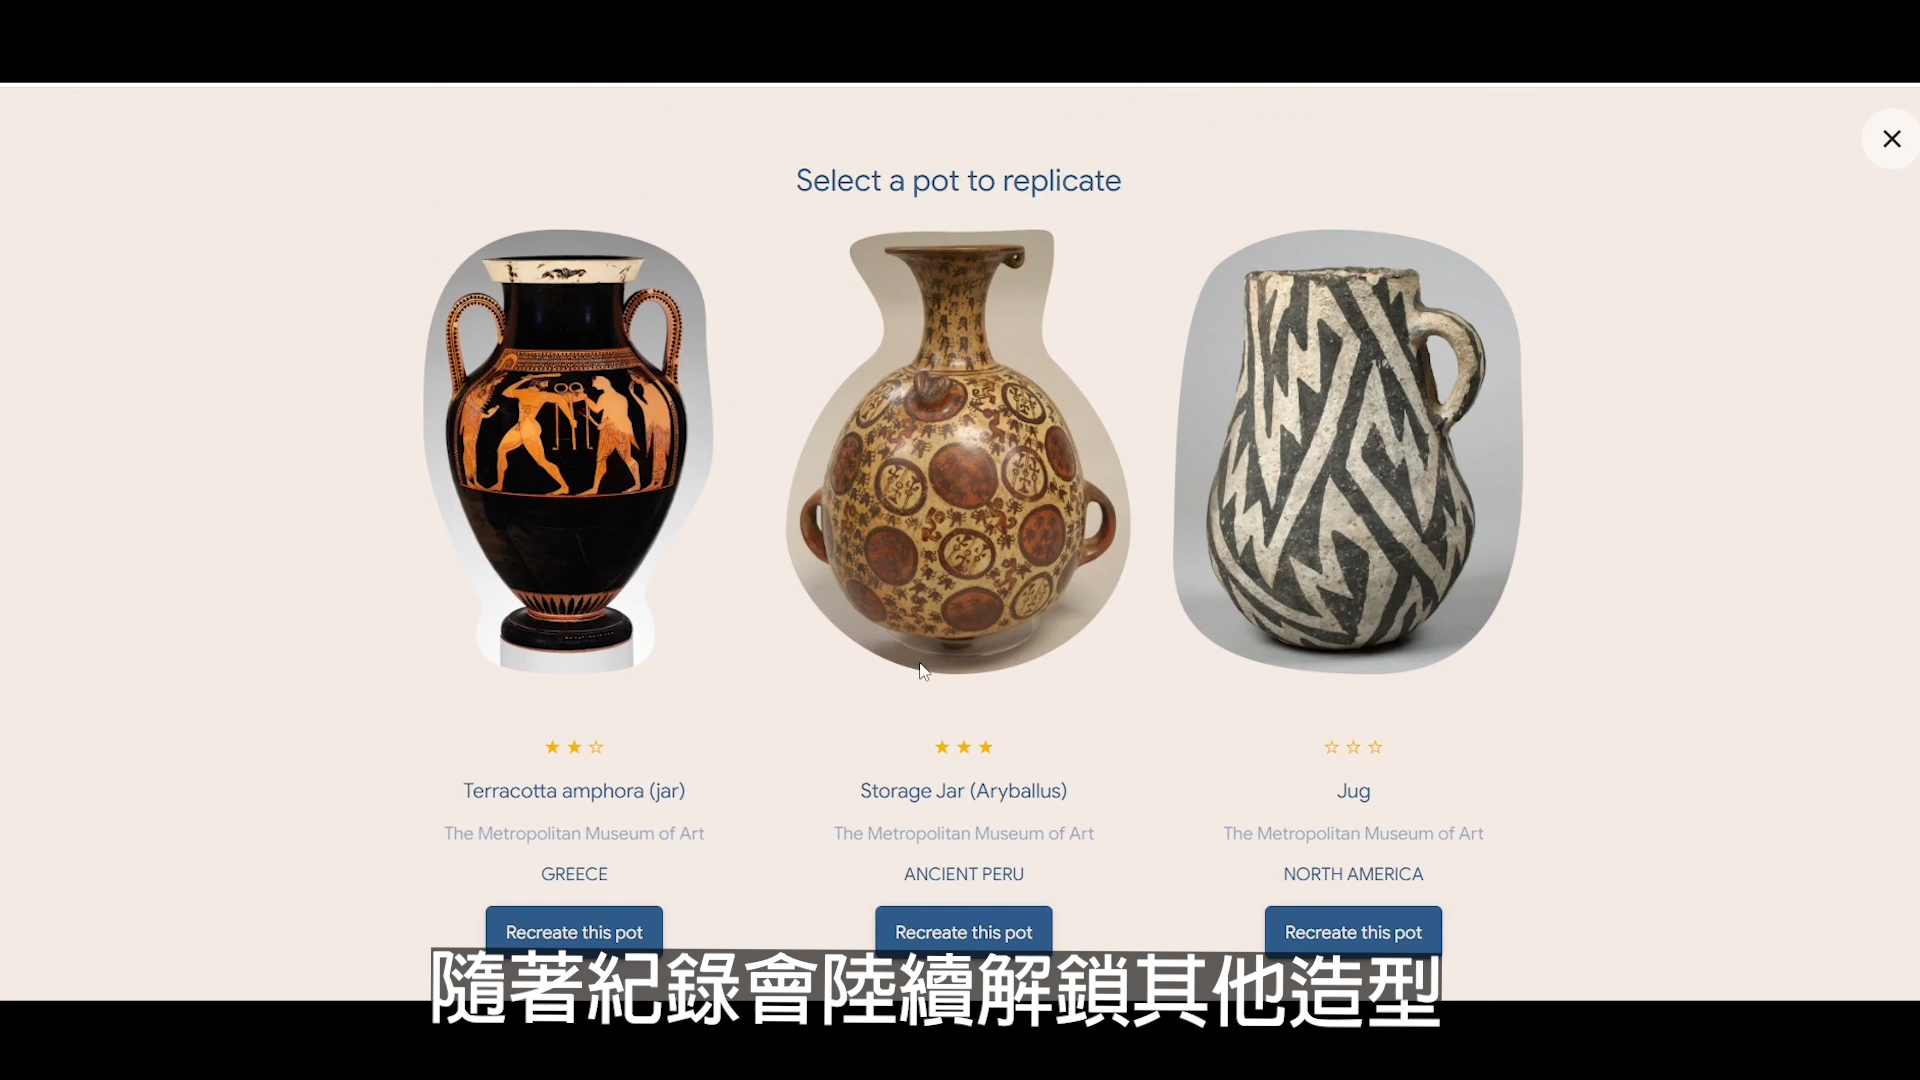 Select a pot to replicate
Terracotta amphora (jar)
The Metropolitan Museum of Art
GREECE
Recreate this pot
Storage Jar (Aryballus)
The Metropolitan Museum of Art
ANCIENT PERU
Recreate this pot
Jug
The Metropolitan Museum of Art
NORTH AMERICA
Recreate this pot
隨著紀錄會陸續解鎖其他造型